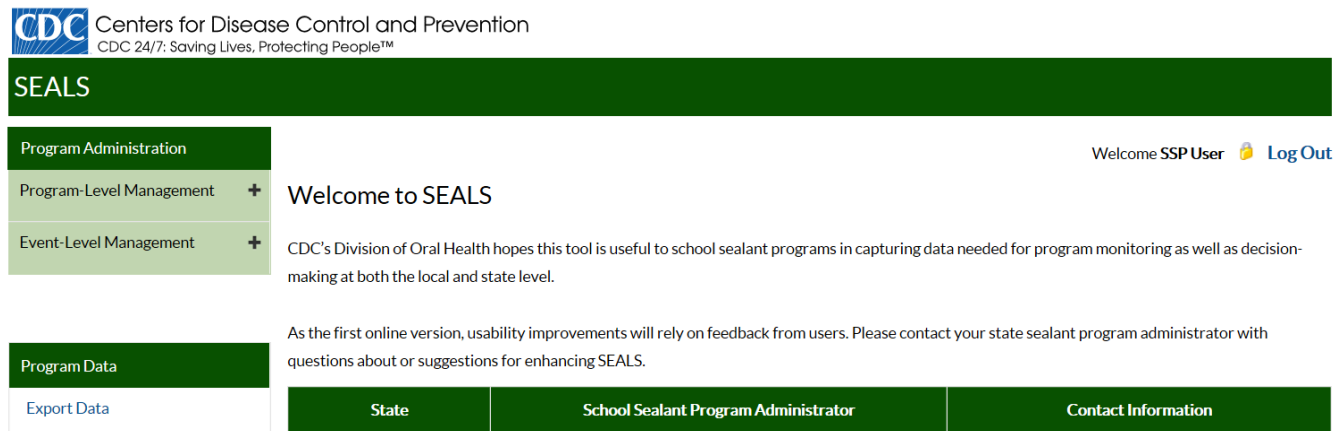 CDC Centers for Disease Control and Prevention
CDC 24/7: Saving Lives, Protecting People™
SEALS
Program Administration
Program-Level Management +
Event-Level Management +
Program Data
Export Data
Welcome SSP User Log Out
Welcome to SEALS
CDC's Division of Oral Health hopes this tool is useful to school sealant programs in capturing data needed for program monitoring as well as decision-
making at both the local and state level.
As the first online version, usability improvements will rely on feedback from users. Please contact your state sealant program administrator with
questions about or suggestions for enhancing SEALS.
State School Sealant Program Administrator Contact Information